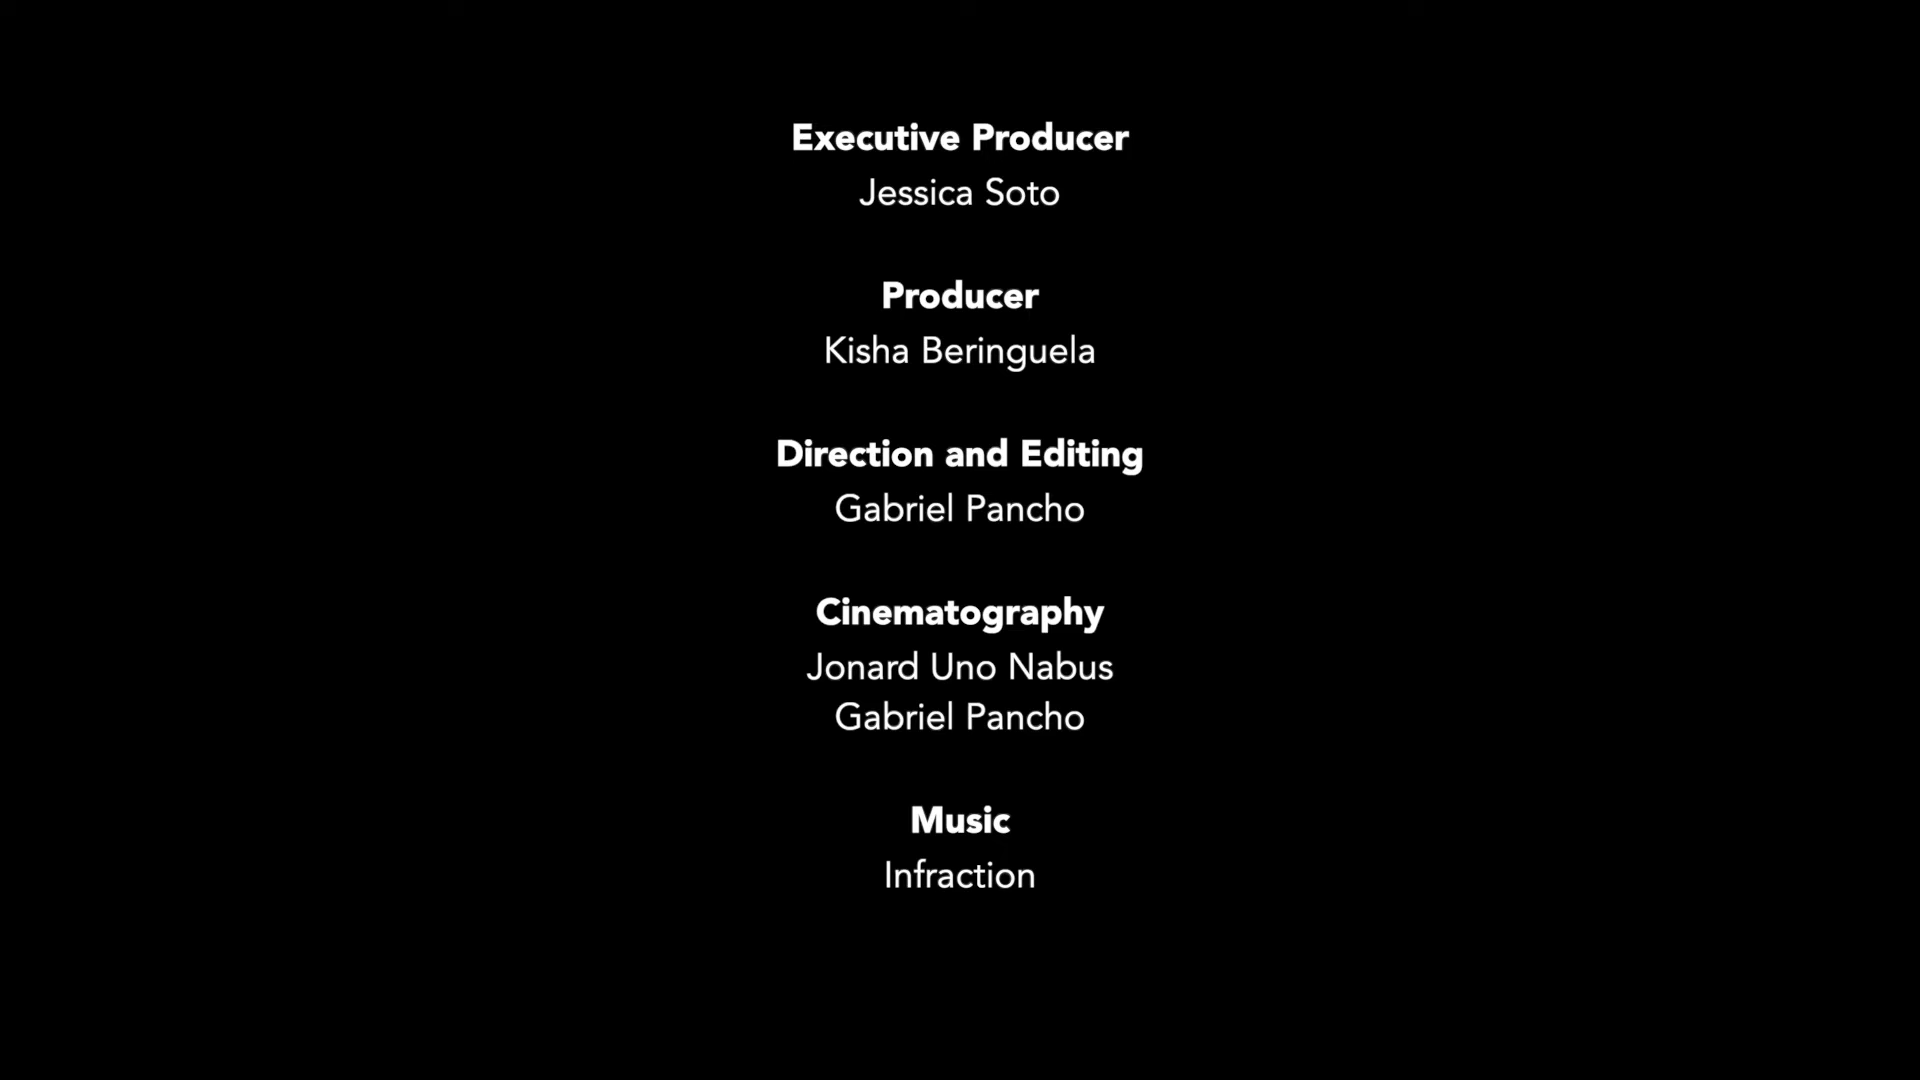 Executive Producer
Jessica Soto
Producer
Kisha Beringuela
Direction and Editing
Gabriel Pancho
Cinematography
Jonard Uno Nabus
Gabriel Pancho
Music
Infraction